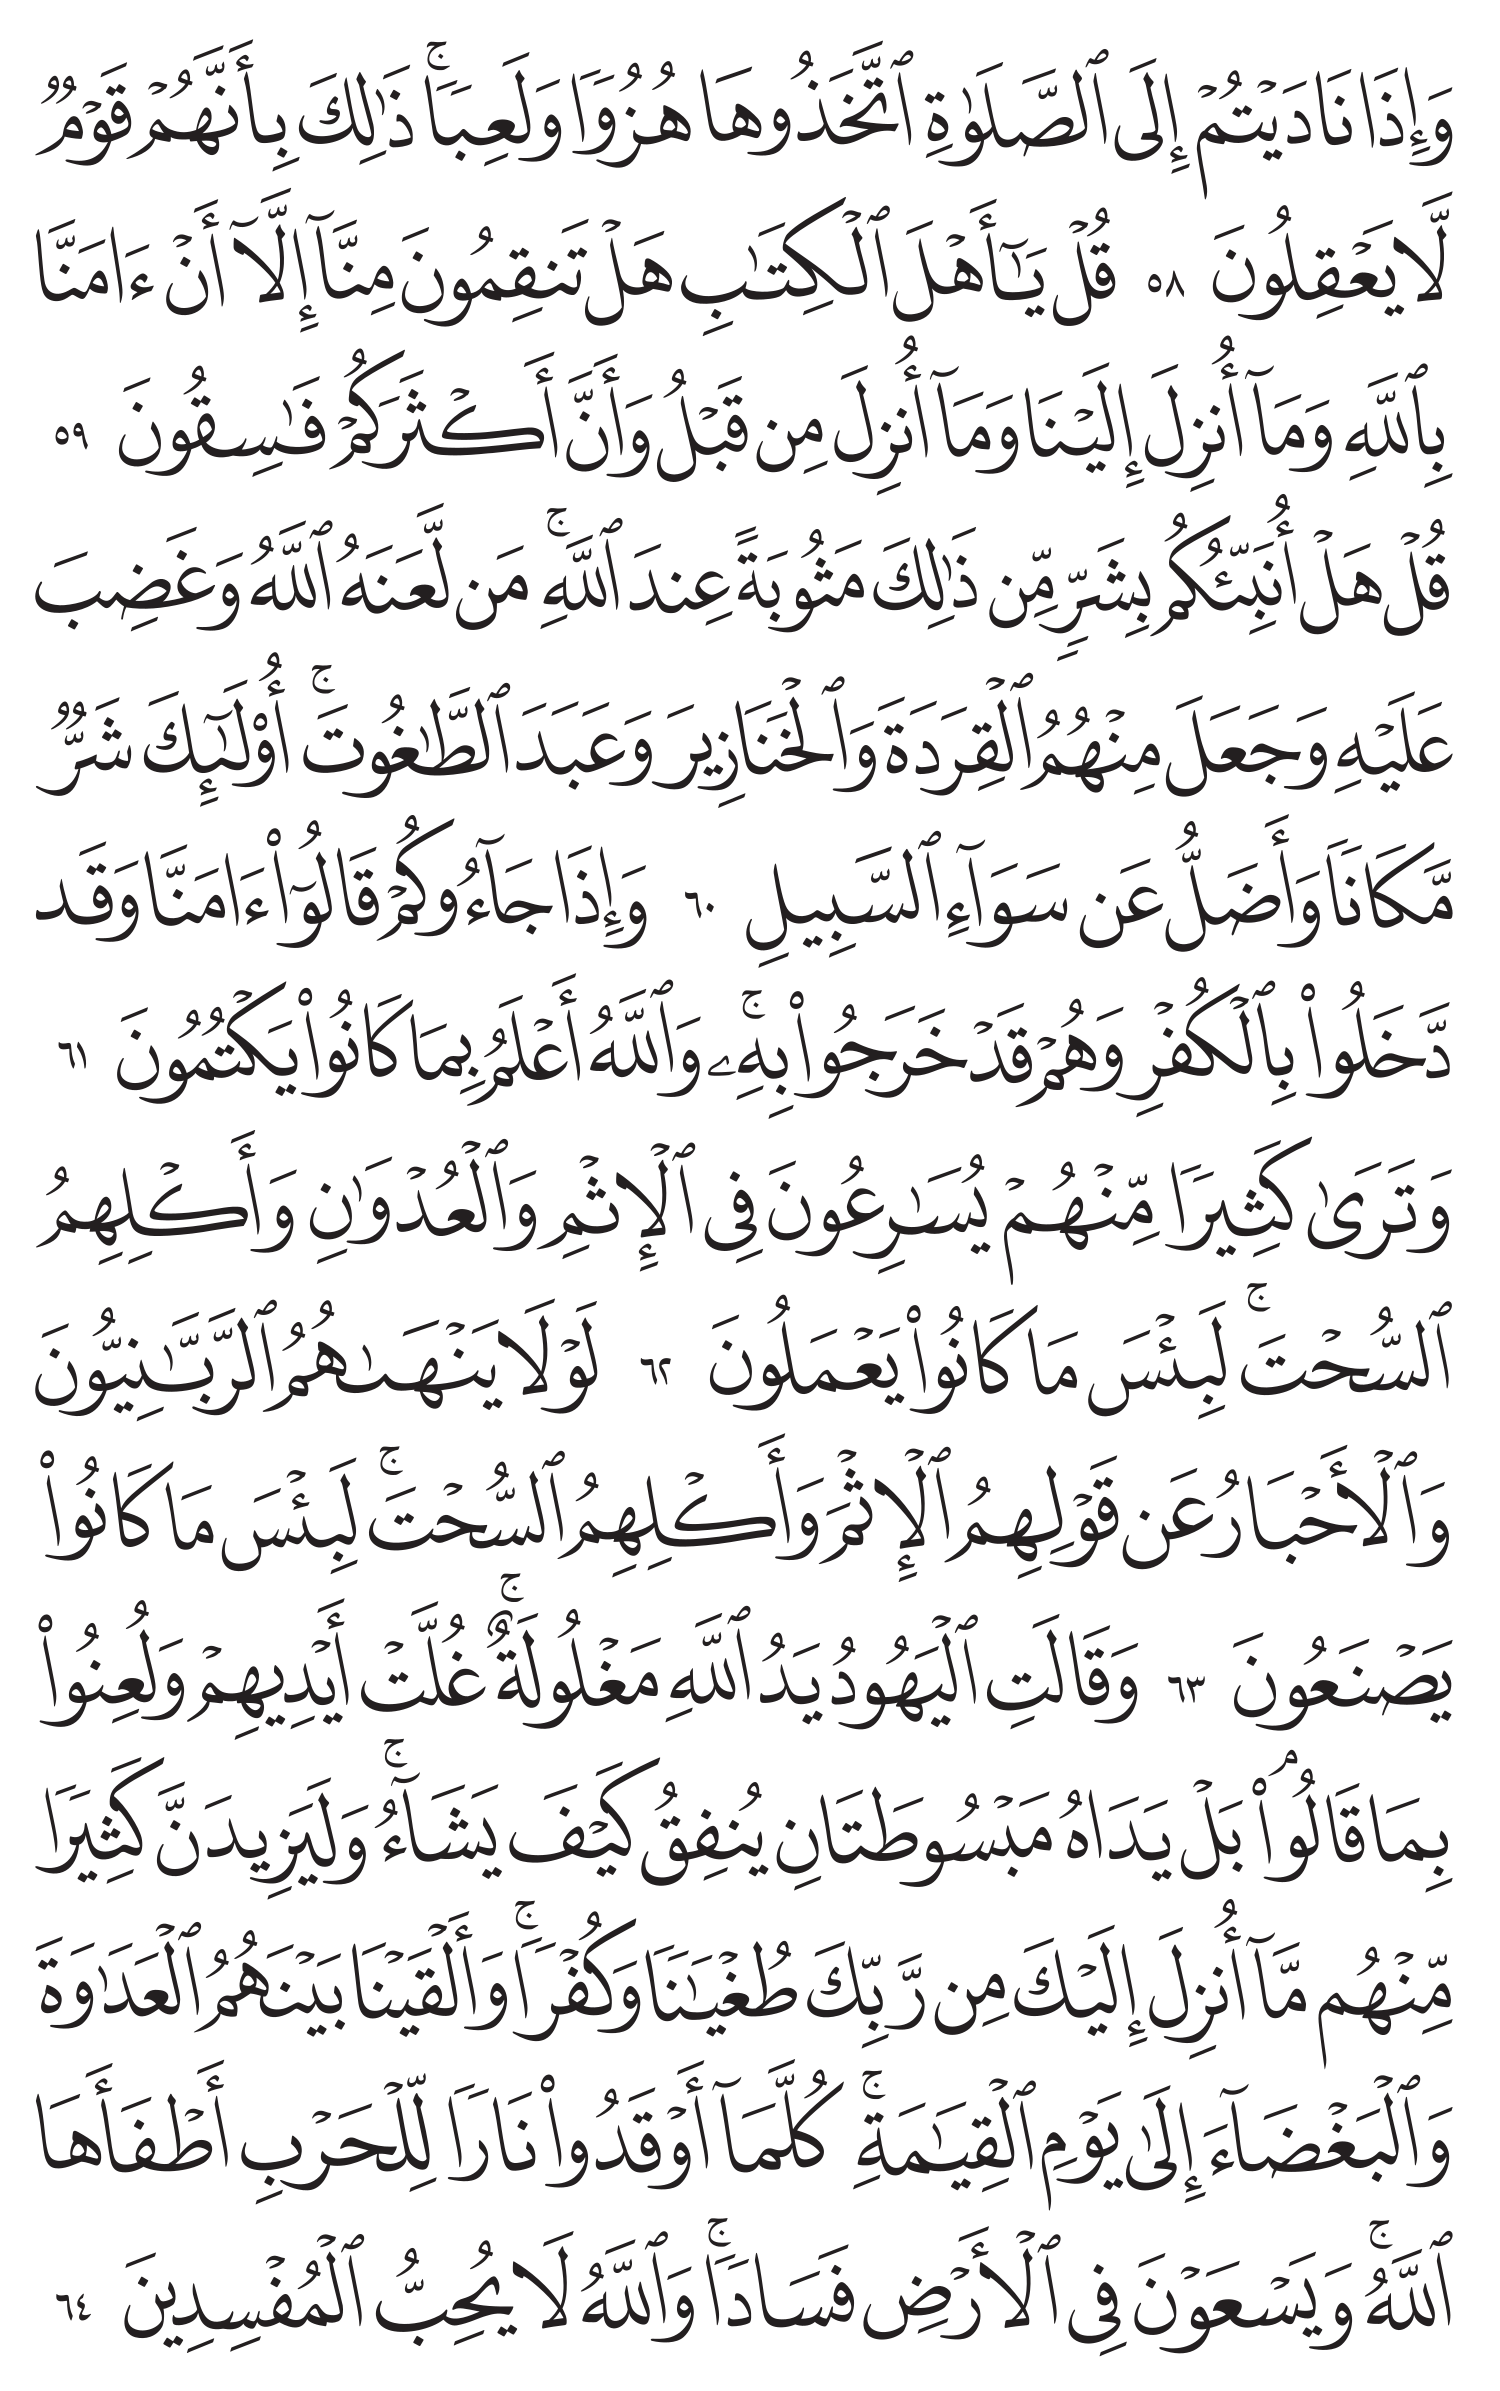 وَإِذَا نَادَيۡتُمۡ إِلَى ٱلصَّلَوٰةِ ٱتَّخَذُوهَا هُزُوٗا وَلَعِبٗاۚ ذَٰلِكَ بِأَنَّهُمۡ قَوۡمٞ
لَّا يَعۡقِلُونَ ٥٨ قُلۡ يَٰٓأَهۡلَ ٱلۡكِتَٰبِ هَلۡ تَنقِمُونَ مِنَّآ إِلَّآ أَنۡ ءَامَنَّا
بِٱللَّهِ وَمَآ أُنزِلَ إِلَيۡنَا وَمَآ أُنزِلَ مِن قَبۡلُ وَأَنَّ أَكۡثَرَكُمۡ فَٰسِقُونَ ٥٩
قُلۡ هَلۡ أُنَبِّئُكُم بِشَرّٖ مِّن ذَٰلِكَ مَثُوبَةً عِندَ ٱللَّهِۚ مَن لَّعَنَهُ ٱللَّهُ وَغَضِبَ
عَلَيۡهِ وَجَعَلَ مِنۡهُمُ ٱلۡقِرَدَةَ وَٱلۡخَنَازِيرَ وَعَبَدَ ٱلطَّٰغُوتَۚ أُوْلَٰٓئِكَ شَرّٞ
مَّكَانٗا وَأَضَلُّ عَن سَوَآءِ ٱلسَّبِيلِ ٦٠ وَإِذَا جَآءُوكُمۡ قَالُوٓاْ ءَامَنَّا وَقَد
دَّخَلُواْ بِٱلۡكُفۡرِ وَهُمۡ قَدۡ خَرَجُواْ بِهِۦۚ وَٱللَّهُ أَعۡلَمُ بِمَا كَانُواْ يَكۡتُمُونَ ٦١
وَتَرَىٰ كَثِيرٗا مِّنۡهُمۡ يُسَٰرِعُونَ فِي ٱلۡإِثۡمِ وَٱلۡعُدۡوَٰنِ وَأَكۡلِهِمُ
ٱلسُّحۡتَۚ لَبِئۡسَ مَا كَانُواْ يَعۡمَلُونَ ٦٢ لَوۡلَا يَنۡهَىٰهُمُ ٱلرَّبَّٰنِيُّونَ
وَٱلۡأَحۡبَارُ عَن قَوۡلِهِمُ ٱلۡإِثۡمَ وَأَكۡلِهِمُ ٱلسُّحۡتَۚ لَبِئۡسَ مَا كَانُواْ
يَصۡنَعُونَ ٦٣ وَقَالَتِ ٱلۡيَهُودُ يَدُ ٱللَّهِ مَغۡلُولَةٌۚ غُلَّتۡ أَيۡدِيهِمۡ وَلُعِنُواْ
بِمَا قَالُواْۘ بَلۡ يَدَاهُ مَبۡسُوطَتَانِ يُنفِقُ كَيۡفَ يَشَآءُۚ وَلَيَزِيدَنَّ كَثِيرٗا
مِّنۡهُم مَّآ أُنزِلَ إِلَيۡكَ مِن رَّبِّكَ طُغۡيَٰنٗا وَكُفۡرٗاۚ وَأَلۡقَيۡنَا بَيۡنَهُمُ ٱلۡعَدَٰوَةَ
وَٱلۡبَغۡضَآءَ إِلَىٰ يَوۡمِ ٱلۡقِيَٰمَةِۚ كُلَّمَآ أَوۡقَدُواْ نَارٗا لِّلۡحَرۡبِ أَطۡفَأَهَا
ٱللَّهُۚ وَيَسۡعَوۡنَ فِي ٱلۡأَرۡضِ فَسَادٗاۚ وَٱللَّهُ لَا يُحِبُّ ٱلۡمُفۡسِدِينَ ٦٤